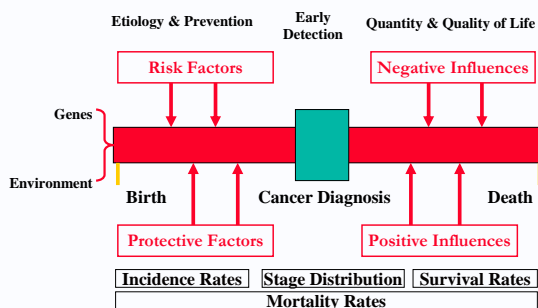 Etiology & Prevention
Early
Detection
Quantity & Quality of Life
Risk Factors
Negative Influences
Genes
Environment
Birth
Cancer Diagnosis
Death
Protective Factors
Positive Influences
Incidence Rates
Stage Distribution
Survival Rates
Mortality Rates